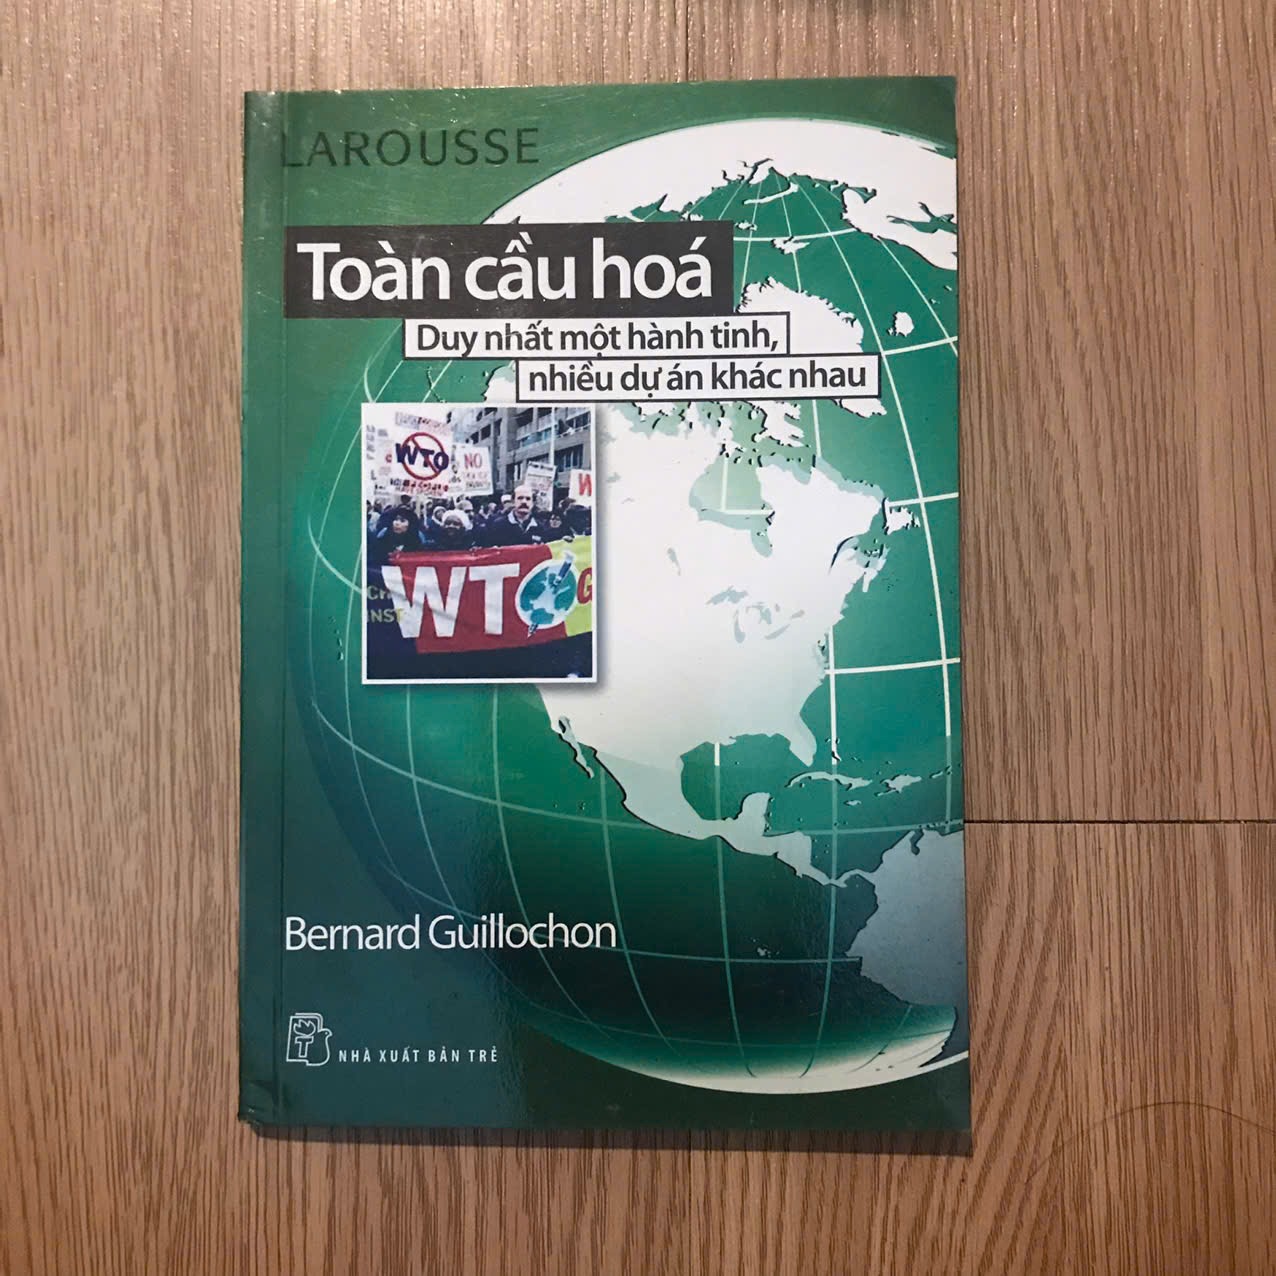 LAROUSSE
Toàn cầu hoá
Duy nhất một hành tinh,
nhiều dự án khác nhau
WTO
NO
WTO
Bernard Guillochon
NHÀ XUẤT BẢN TRẺ